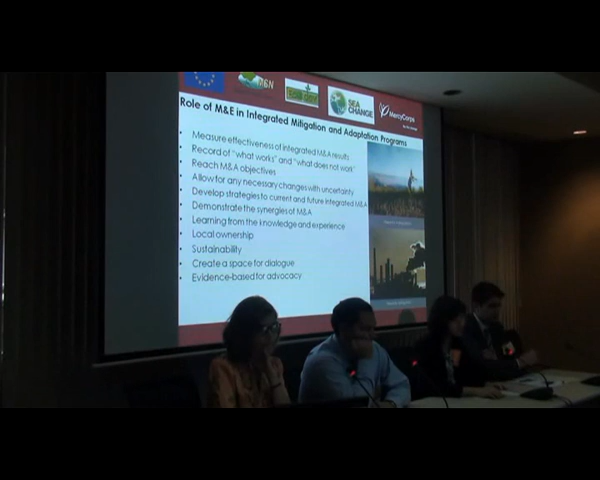 SEA
CHANGE
MercyCorps
Role of M&E in Integrated Mitigation and Adaptation Programs
• Measure effectiveness of integrated M&A results
• Record of "what works" and "what does not work"
• Reach M&A objectives
• Allow for any necessary changes with uncertainty
• Develop strategies to current and future integrated M&A
• Demonstrate the synergies of M&A
• Learning from the knowledge and experience
• Local ownership
• Sustainability
• Create a space for dialogue
• Evidence-based for advocacy